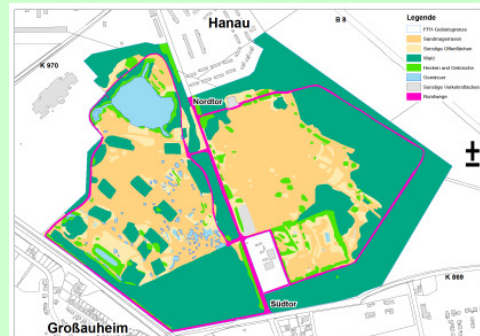 Hanau
B 8
K 970
Legende
FFH-Gebietsgrenze
Sandmagerrasen
Sonstige Offenflächen
Wald
Hecken und Gebüsche
Gewässer
Sonstige Verkehrsflächen
Rundwege
Nordtor
K 869
Südtor
Großauheim